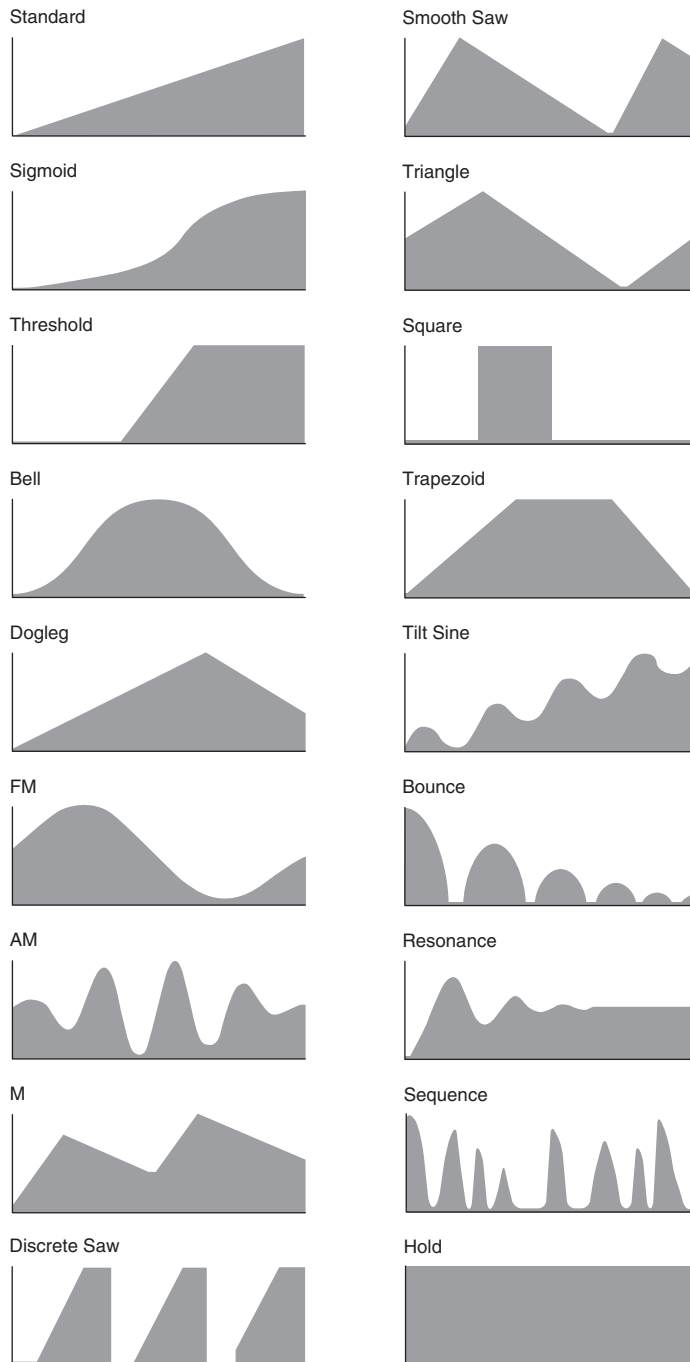 Standard
Smooth Saw
Sigmoid
Triangle
Threshold
Square
Bell
Trapezoid
Dogleg
Tilt Sine
FM
Bounce
AM
Resonance
M
Sequence
Discrete Saw
Hold